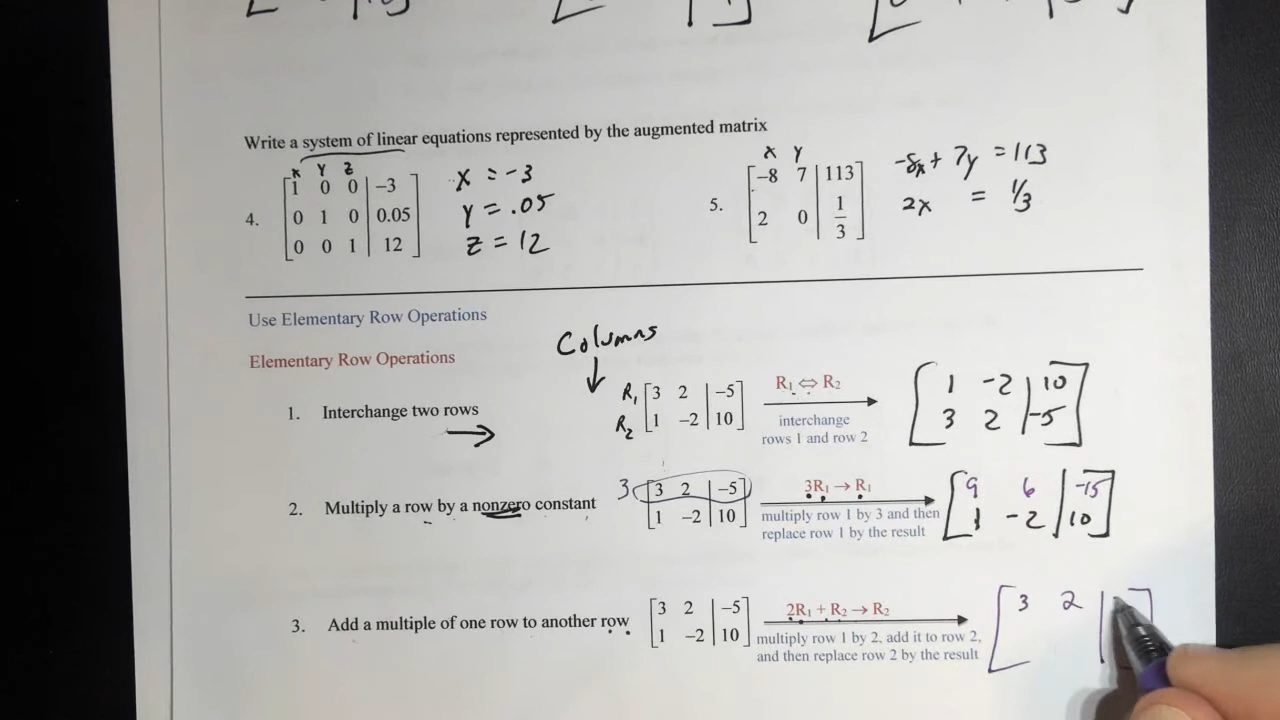 Write a system of linear equations represented by the augmented matrix
x y z
4. [1 0 0 | -3] x = -3
[0 1 0 | 0.05] y = .05
[0 0 1 | 12] z = 12
x y
5. [-8 7 | 113] -8x + 7y = 113
[2 0 | 1/3] 2x = 1/3
Use Elementary Row Operations
Elementary Row Operations
Columns
↓
1. Interchange two rows
→
R1 [3 2 | -5] R1 ⇔ R2 [1 -2 | 10]
R2 [1 -2 | 10] interchange [3 2 | -5]
rows 1 and row 2
2. Multiply a row by a nonzero constant
3 [3 2 | -5] 3R1 → R1 [9 6 | -15]
[1 -2 | 10] multiply row 1 by 3 and then [1 -2 | 10]
replace row 1 by the result
3. Add a multiple of one row to another row
[3 2 | -5] 2R1 + R2 → R2 [3 2 |
[1 -2 | 10] multiply row 1 by 2, add it to row 2,
and then replace row 2 by the result